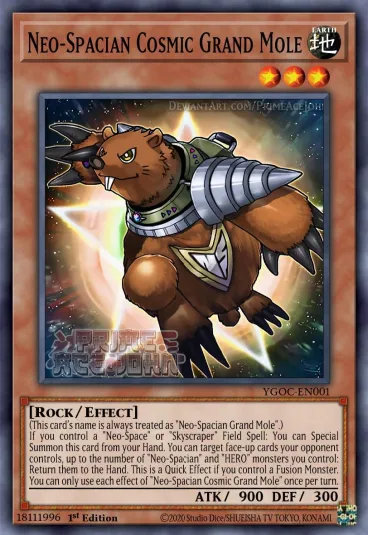 NEO-SPACIAN COSMIC GRAND MOLE
EARTH
地
DEVIANTART.COM/PRIMEACEJOH
PRIME
ACEJOHN
YGOC-EN001
[ROCK/EFFECT]
(This card's name is always treated as "Neo-Spacian Grand Mole".)
If you control a "Neo-Space" or "Skyscraper" Field Spell: You can Special
Summon this card from your Hand. You can target face-up cards your opponent
controls, up to the number of "Neo-Spacian" and "HERO" monsters you control:
Return them to the Hand. This is a Quick Effect if you control a Fusion Monster.
You can only use each effect of "Neo-Spacian Cosmic Grand Mole" once per turn.
ATK / 900 DEF / 300
18111996 1st Edition ©2020 Studio Dice/SHUEISHA TV TOKYO, KONAMI